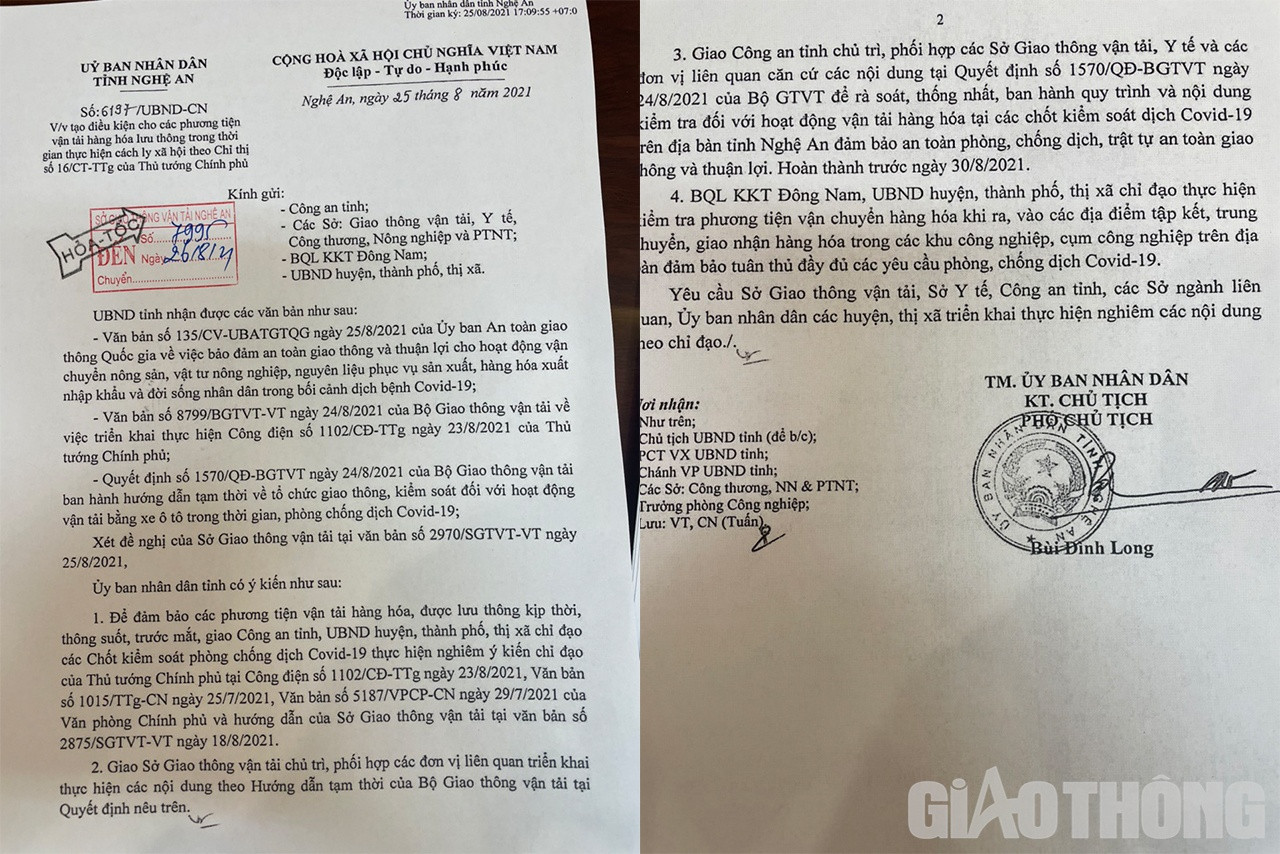 Ủy ban nhân dân tỉnh Nghệ An
Thời gian ký: 25/08/2021 17:09:55 +07:0
ỦY BAN NHÂN DÂN
TỈNH NGHỆ AN
CỘNG HOÀ XÃ HỘI CHỦ NGHĨA VIỆT NAM
Độc lập - Tự do - Hạnh phúc
Số: 6197/UBND-CN
Nghệ An, ngày 25 tháng 8 năm 2021
V/v tạo điều kiện cho các phương tiện
vận tải hàng hóa lưu thông trong thời
gian thực hiện cách ly xã hội theo Chỉ thị
số 16/CT-TTg của Thủ tướng Chính phủ
Kính gửi:
- Công an tỉnh;
- Các Sở: Giao thông vận tải, Y tế,
Công thương, Nông nghiệp và PTNT;
- BQL KKT Đông Nam;
- UBND huyện, thành phố, thị xã.
HỎA-TỐC
SỞ GIAO THÔNG VẬN TẢI NGHỆ AN
Số: 7995
ĐẾN Ngày 26/8/21
Chuyển
UBND tỉnh nhận được các văn bản như sau:
- Văn bản số 135/CV-UBATGTQG ngày 25/8/2021 của Ủy ban An toàn giao
thông Quốc gia về việc bảo đảm an toàn giao thông và thuận lợi cho hoạt động vận
chuyển nông sản, vật tư nông nghiệp, nguyên liệu phục vụ sản xuất, hàng hóa xuất
nhập khẩu và đời sống nhân dân trong bối cảnh dịch bệnh Covid-19;
- Văn bản số 8799/BGTVT-VT ngày 24/8/2021 của Bộ Giao thông vận tải về
việc triển khai thực hiện Công điện số 1102/CĐ-TTg ngày 23/8/2021 của Thủ
tướng Chính phủ;
- Quyết định số 1570/QĐ-BGTVT ngày 24/8/2021 của Bộ Giao thông vận tải
ban hành hướng dẫn tạm thời về tổ chức giao thông, kiểm soát đối với hoạt động
vận tải bằng xe ô tô trong thời gian, phòng chống dịch Covid-19;
Xét đề nghị của Sở Giao thông vận tải tại văn bản số 2970/SGTVT-VT ngày
25/8/2021,
Ủy ban nhân dân tỉnh có ý kiến như sau:
1. Để đảm bảo các phương tiện vận tải hàng hóa, được lưu thông kịp thời,
thông suốt, trước mắt, giao Công an tỉnh, UBND huyện, thành phố, thị xã chỉ đạo
các Chốt kiểm soát phòng chống dịch Covid-19 thực hiện nghiêm ý kiến chỉ đạo
của Thủ tướng Chính phủ tại Công điện số 1102/CĐ-TTg ngày 23/8/2021, Văn bản
số 1015/TTg-CN ngày 25/7/2021, Văn bản số 5187/VPCP-CN ngày 29/7/2021 của
Văn phòng Chính phủ và hướng dẫn của Sở Giao thông vận tải tại văn bản số
2875/SGTVT-VT ngày 18/8/2021.
2. Giao Sở Giao thông vận tải chủ trì, phối hợp các đơn vị liên quan triển khai
thực hiện các nội dung theo Hướng dẫn tạm thời của Bộ Giao thông vận tải tại
Quyết định nêu trên.
2
3. Giao Công an tỉnh chủ trì, phối hợp các Sở Giao thông vận tải, Y tế và các
đơn vị liên quan căn cứ các nội dung tại Quyết định số 1570/QĐ-BGTVT ngày
24/8/2021 của Bộ GTVT để rà soát, thống nhất, ban hành quy trình và nội dung
kiểm tra đối với hoạt động vận tải hàng hóa tại các chốt kiểm soát dịch Covid-19
rên địa bàn tỉnh Nghệ An đảm bảo an toàn phòng, chống dịch, trật tự an toàn giao
hông và thuận lợi. Hoàn thành trước ngày 30/8/2021.
4. BQL KKT Đông Nam, UBND huyện, thành phố, thị xã chỉ đạo thực hiện
iểm tra phương tiện vận chuyển hàng hóa khi ra, vào các địa điểm tập kết, trung
huyển, giao nhận hàng hóa trong các khu công nghiệp, cụm công nghiệp trên địa
àn đảm bảo tuân thủ đầy đủ các yêu cầu phòng, chống dịch Covid-19.
Yêu cầu Sở Giao thông vận tải, Sở Y tế, Công an tỉnh, các Sở ngành liên
uan, Ủy ban nhân dân các huyện, thị xã triển khai thực hiện nghiêm các nội dung
heo chỉ đạo./.
TM. ỦY BAN NHÂN DÂN
KT. CHỦ TỊCH
PHÓ CHỦ TỊCH
ơi nhận:
Như trên;
Chủ tịch UBND tỉnh (để b/c);
PCT VX UBND tỉnh;
Chánh VP UBND tỉnh;
Các Sở: Công thương, NN & PTNT;
Trưởng phòng Công nghiệp;
Lưu: VT, CN (Tuấn)
ỦY BAN NHÂN DÂN TỈNH NGHỆ AN
Bùi Đình Long
GIAO THÔNG